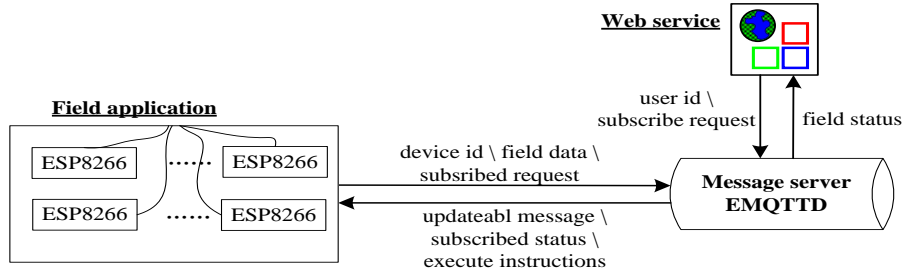 Web service
user id \
subscribe request
field status
Field application
ESP8266 ...... ESP8266
ESP8266 ...... ESP8266
device id \ field data \
subsribed request
updateabl message \
subscribed status \
execute instructions
Message server
EMQTTD